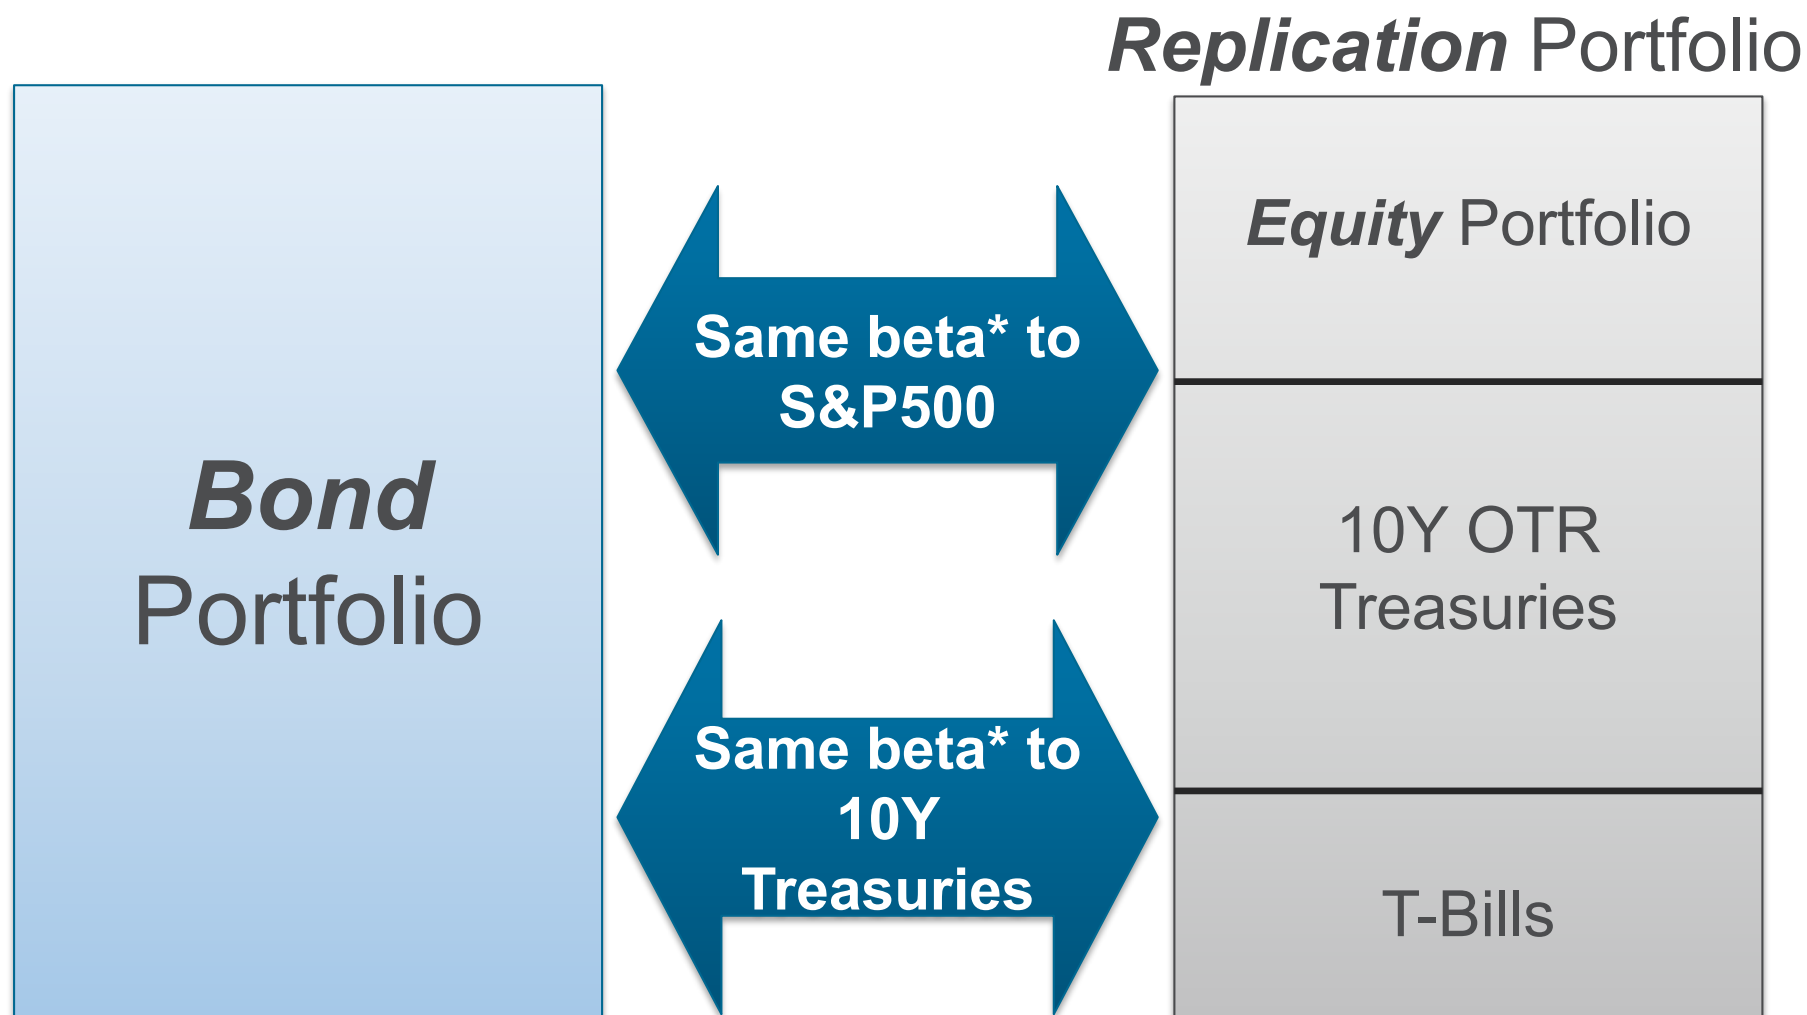 Replication Portfolio
Bond
Portfolio
Same beta* to
S&P500
Same beta* to
10Y
Treasuries
Equity Portfolio
10Y OTR
Treasuries
T-Bills